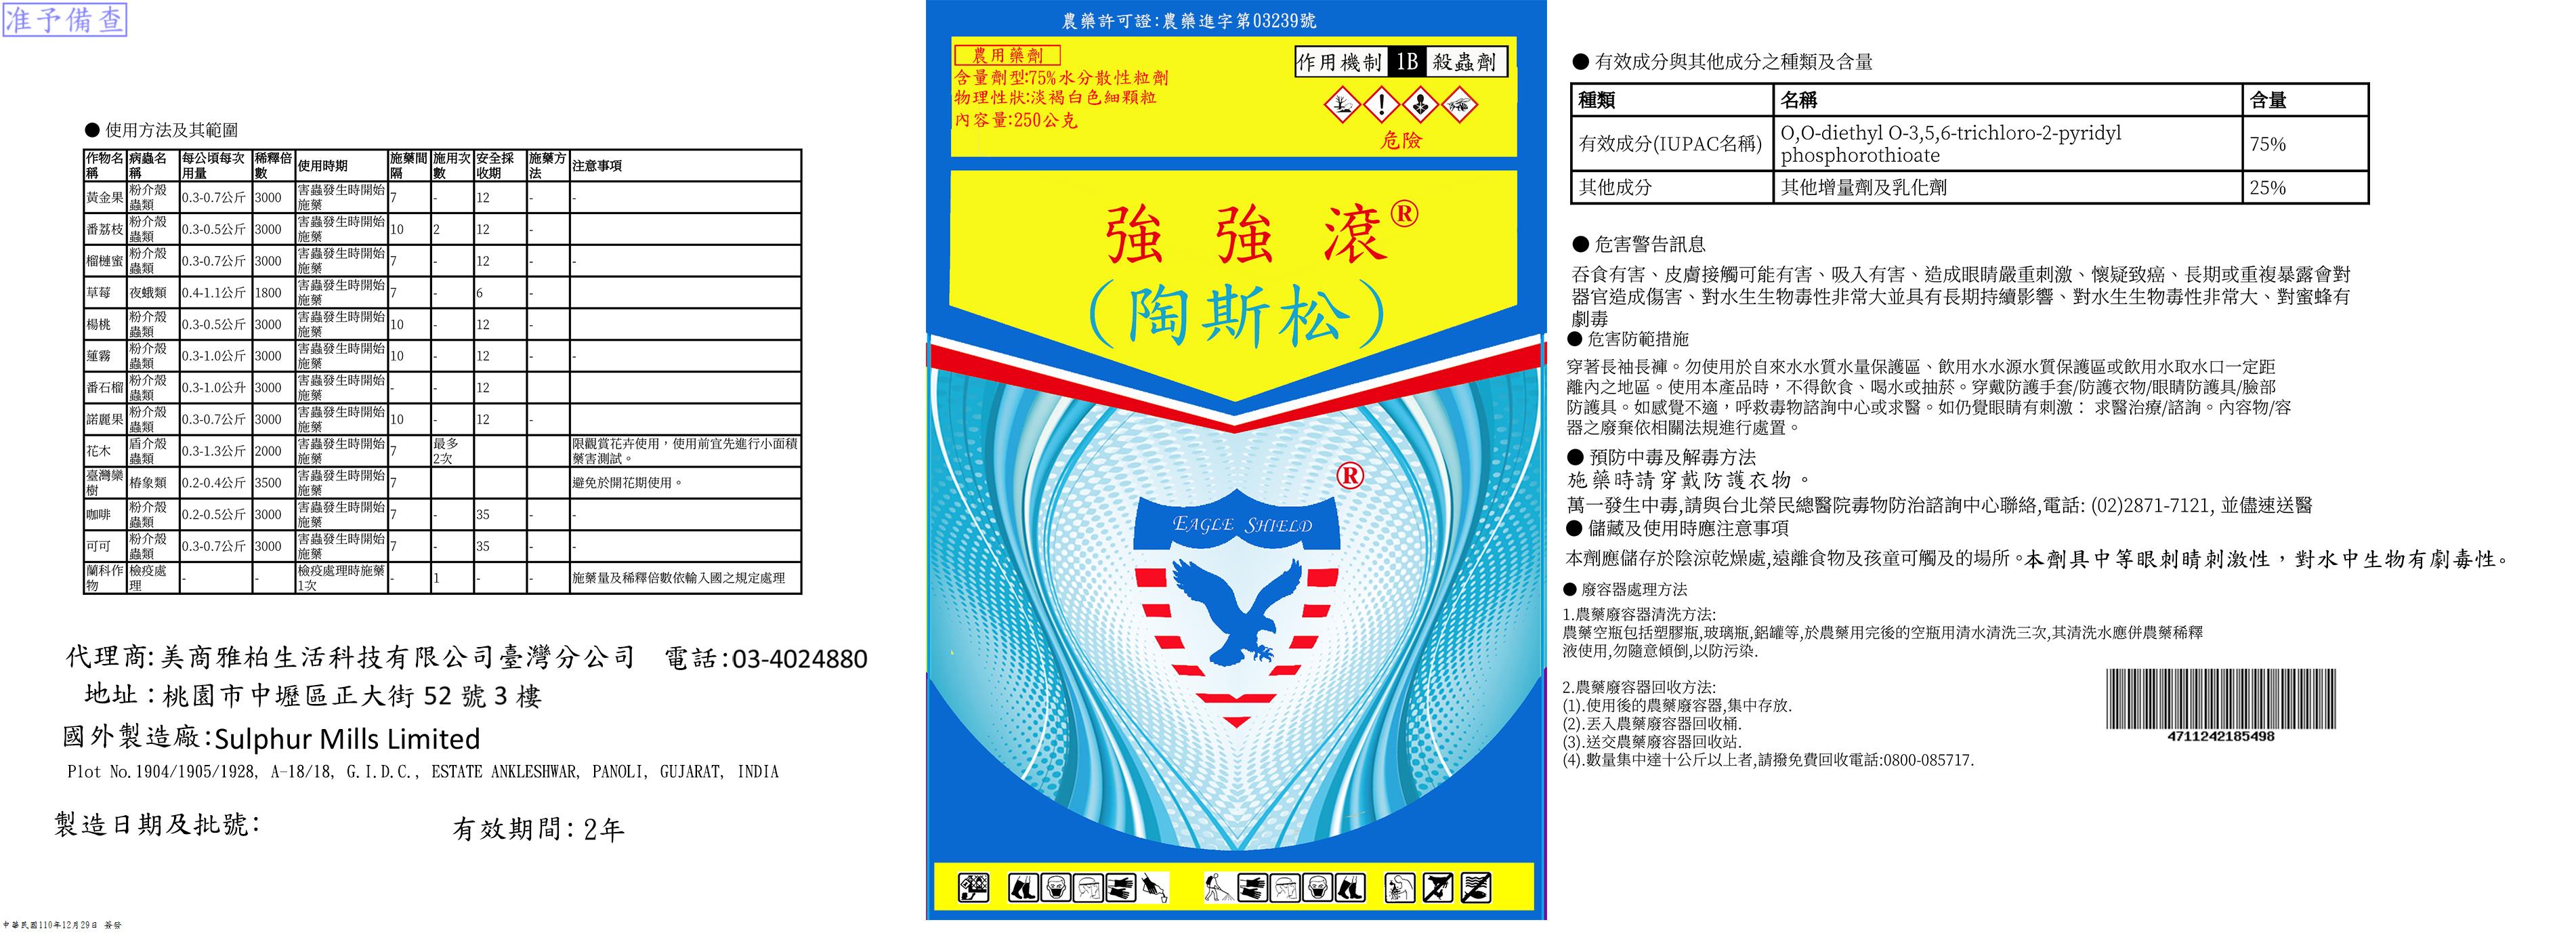 准予備查
● 使用方法及其範圍
作物名稱 病蟲名稱 每公頃每次用量 稀釋倍數 使用時期 施藥間隔 施用次數 安全採收期 施藥方法 注意事項
黃金果 粉介殼蟲類 0.3-0.7公斤 3000 害蟲發生時開始施藥 7 - 12 - -
番荔枝 粉介殼蟲類 0.3-0.5公斤 3000 害蟲發生時開始施藥 10 2 12 -
榴槤蜜 粉介殼蟲類 0.3-0.7公斤 3000 害蟲發生時開始施藥 7 - 12 - -
草莓 夜蛾類 0.4-1.1公斤 1800 害蟲發生時開始施藥 7 - 6 -
楊桃 粉介殼蟲類 0.3-0.5公斤 3000 害蟲發生時開始施藥 10 - 12 -
蓮霧 粉介殼蟲類 0.3-1.0公斤 3000 害蟲發生時開始施藥 10 - 12 - -
番石榴 粉介殼蟲類 0.3-1.0公升 3000 害蟲發生時開始施藥 - - 12 -
諾麗果 粉介殼蟲類 0.3-0.7公斤 3000 害蟲發生時開始施藥 10 - 12 -
花木 盾介殼蟲類 0.3-1.3公斤 2000 害蟲發生時開始施藥 7 最多2次 限觀賞花卉使用，使用前宜先進行小面積藥害測試。
臺灣欒樹 椿象類 0.2-0.4公斤 3500 害蟲發生時開始施藥 7 避免於開花期使用。
咖啡 粉介殼蟲類 0.2-0.5公斤 3000 害蟲發生時開始施藥 7 - 35 - -
可可 粉介殼蟲類 0.3-0.7公斤 3000 害蟲發生時開始施藥 7 - 35 - -
蘭科作物 檢疫處理 - - 檢疫處理時施藥1次 - 1 - - 施藥量及稀釋倍數依輸入國之規定處理
代理商:美商雅柏生活科技有限公司臺灣分公司 電話:03-4024880
地址：桃園市中壢區正大街 52 號 3 樓
國外製造廠:Sulphur Mills Limited
Plot No.1904/1905/1928, A-18/18, G.I.D.C., ESTATE ANKLESHWAR, PANOLI, GUJARAT, INDIA
製造日期及批號:
有效期間: 2年
中華民國110年12月29日 簽發
農藥許可證:農藥進字第03239號
農用藥劑
含量劑型:75%水分散性粒劑
物理性狀:淡褐白色細顆粒
內容量:250公克
作用機制 1B 殺蟲劑
危險
強強滾®
(陶斯松)
®
EAGLE SHIELD
● 有效成分與其他成分之種類及含量
種類 名稱 含量
有效成分(IUPAC名稱) O,O-diethyl O-3,5,6-trichloro-2-pyridyl phosphorothioate 75%
其他成分 其他增量劑及乳化劑 25%
● 危害警告訊息
吞食有害、皮膚接觸可能有害、吸入有害、造成眼睛嚴重刺激、懷疑致癌、長期或重複暴露會對
器官造成傷害、對水生生物毒性非常大並具有長期持續影響、對水生生物毒性非常大、對蜜蜂有
劇毒
● 危害防範措施
穿著長袖長褲。勿使用於自來水水質水量保護區、飲用水水源水質保護區或飲用水取水口一定距
離內之地區。使用本產品時，不得飲食、喝水或抽菸。穿戴防護手套/防護衣物/眼睛防護具/臉部
防護具。如感覺不適，呼救毒物諮詢中心或求醫。如仍覺眼睛有刺激： 求醫治療/諮詢。內容物/容
器之廢棄依相關法規進行處置。
● 預防中毒及解毒方法
施藥時請穿戴防護衣物。
萬一發生中毒,請與台北榮民總醫院毒物防治諮詢中心聯絡,電話: (02)2871-7121, 並儘速送醫
● 儲藏及使用時應注意事項
本劑應儲存於陰涼乾燥處,遠離食物及孩童可觸及的場所。本劑具中等眼刺睛刺激性，對水中生物有劇毒性。
● 廢容器處理方法
1.農藥廢容器清洗方法:
農藥空瓶包括塑膠瓶,玻璃瓶,鋁罐等,於農藥用完後的空瓶用清水清洗三次,其清洗水應併農藥稀釋
液使用,勿隨意傾倒,以防污染.
2.農藥廢容器回收方法:
(1).使用後的農藥廢容器,集中存放.
(2).丟入農藥廢容器回收桶.
(3).送交農藥廢容器回收站.
(4).數量集中達十公斤以上者,請撥免費回收電話:0800-085717.
4711242185498